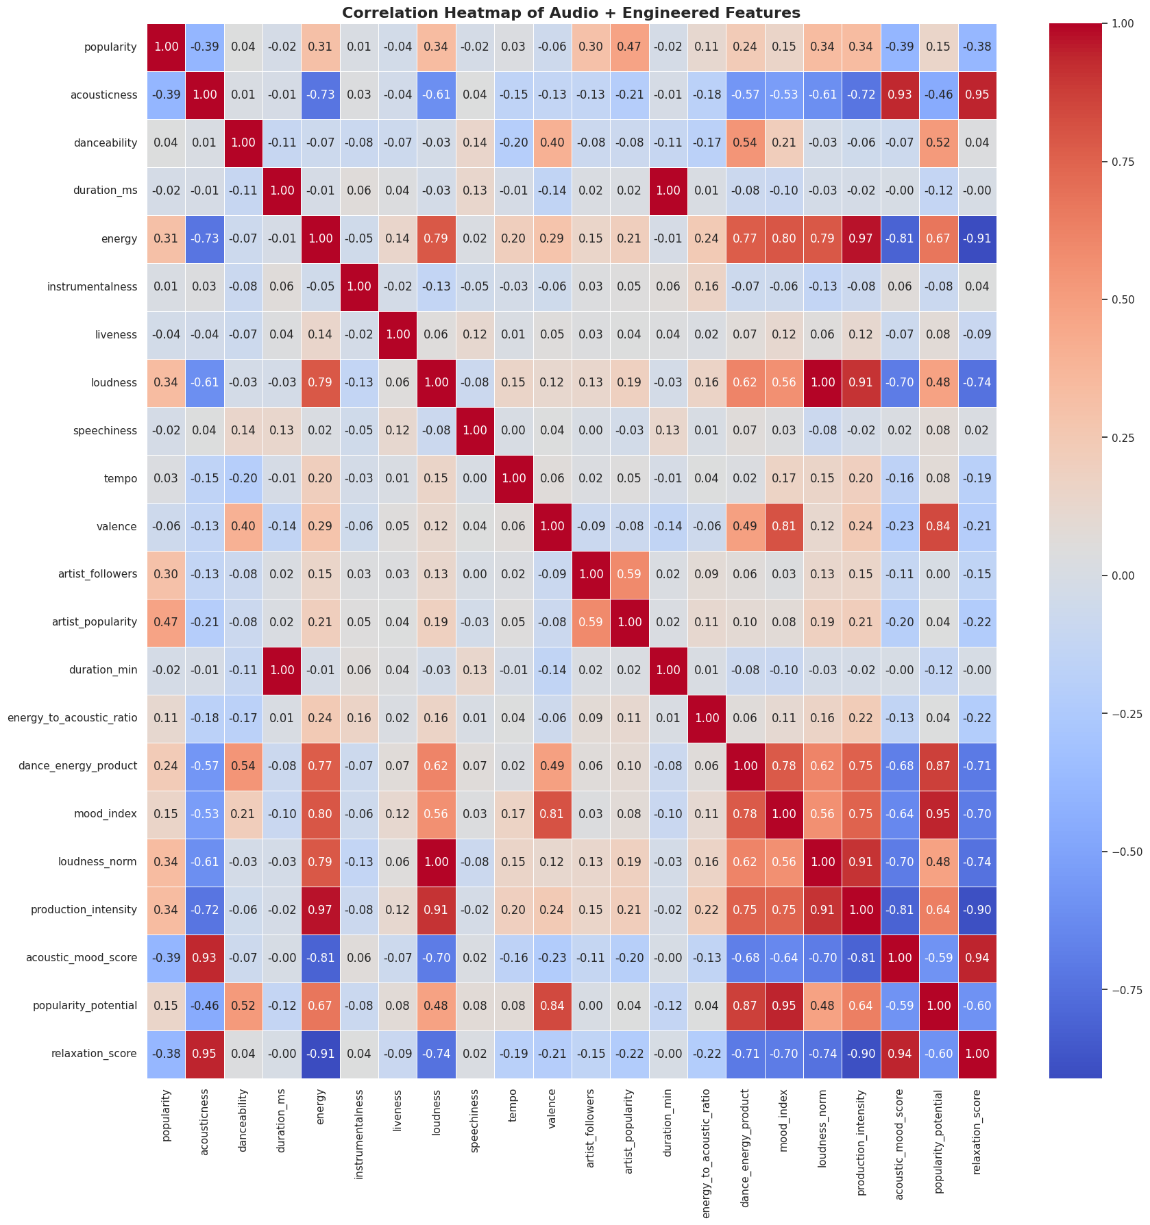 Correlation Heatmap of Audio + Engineered Features
popularity 1.00 -0.39 0.04 -0.02 0.31 0.01 -0.04 0.34 -0.02 0.03 -0.06 0.30 0.47 -0.02 0.11 0.24 0.15 0.34 0.34 -0.39 0.15 -0.38
acousticness -0.39 1.00 0.01 -0.01 -0.73 0.03 -0.04 -0.61 0.04 -0.15 -0.13 -0.13 -0.21 -0.01 -0.18 -0.57 -0.53 -0.61 -0.72 0.93 -0.46 0.95
danceability 0.04 0.01 1.00 -0.11 -0.07 -0.08 -0.07 -0.03 0.14 -0.20 0.40 -0.08 -0.08 -0.11 -0.17 0.54 0.21 -0.03 -0.06 -0.07 0.52 0.04
duration_ms -0.02 -0.01 -0.11 1.00 -0.01 0.06 0.04 -0.03 0.13 -0.01 -0.14 0.02 0.02 1.00 0.01 -0.08 -0.10 -0.03 -0.02 -0.00 -0.12 -0.00
energy 0.31 -0.73 -0.07 -0.01 1.00 -0.05 0.14 0.79 0.02 0.20 0.29 0.15 0.21 -0.01 0.24 0.77 0.80 0.79 0.97 -0.81 0.67 -0.91
instrumentalness 0.01 0.03 -0.08 0.06 -0.05 1.00 -0.02 -0.13 -0.05 -0.03 -0.06 0.03 0.05 0.06 0.16 -0.07 -0.06 -0.13 -0.08 0.06 -0.08 0.04
liveness -0.04 -0.04 -0.07 0.04 0.14 -0.02 1.00 0.06 0.12 0.01 0.05 0.03 0.04 0.04 0.02 0.07 0.12 0.06 0.12 -0.07 0.08 -0.09
loudness 0.34 -0.61 -0.03 -0.03 0.79 -0.13 0.06 1.00 -0.08 0.15 0.12 0.13 0.19 -0.03 0.16 0.62 0.56 1.00 0.91 -0.70 0.48 -0.74
speechiness -0.02 0.04 0.14 0.13 0.02 -0.05 0.12 -0.08 1.00 0.00 0.04 0.00 -0.03 0.13 0.01 0.07 0.03 -0.08 -0.02 0.02 0.08 0.02
tempo 0.03 -0.15 -0.20 -0.01 0.20 -0.03 0.01 0.15 0.00 1.00 0.06 0.02 0.05 -0.01 0.04 0.02 0.17 0.15 0.20 -0.16 0.08 -0.19
valence -0.06 -0.13 0.40 -0.14 0.29 -0.06 0.05 0.12 0.04 0.06 1.00 -0.09 -0.08 -0.14 -0.06 0.49 0.81 0.12 0.24 -0.23 0.84 -0.21
artist_followers 0.30 -0.13 -0.08 0.02 0.15 0.03 0.03 0.13 0.00 0.02 -0.09 1.00 0.59 0.02 0.09 0.06 0.03 0.13 0.15 -0.11 0.00 -0.15
artist_popularity 0.47 -0.21 -0.08 0.02 0.21 0.05 0.04 0.19 -0.03 0.05 -0.08 0.59 1.00 0.02 0.11 0.10 0.08 0.19 0.21 -0.20 0.04 -0.22
duration_min -0.02 -0.01 -0.11 1.00 -0.01 0.06 0.04 -0.03 0.13 -0.01 -0.14 0.02 0.02 1.00 0.01 -0.08 -0.10 -0.03 -0.02 -0.00 -0.12 -0.00
energy_to_acoustic_ratio 0.11 -0.18 -0.17 0.01 0.24 0.16 0.02 0.16 0.01 0.04 -0.06 0.09 0.11 0.01 1.00 0.06 0.11 0.16 0.22 -0.13 0.04 -0.22
dance_energy_product 0.24 -0.57 0.54 -0.08 0.77 -0.07 0.07 0.62 0.07 0.02 0.49 0.06 0.10 -0.08 0.06 1.00 0.78 0.62 0.75 -0.68 0.87 -0.71
mood_index 0.15 -0.53 0.21 -0.10 0.80 -0.06 0.12 0.56 0.03 0.17 0.81 0.03 0.08 -0.10 0.11 0.78 1.00 0.56 0.75 -0.64 0.95 -0.70
loudness_norm 0.34 -0.61 -0.03 -0.03 0.79 -0.13 0.06 1.00 -0.08 0.15 0.12 0.13 0.19 -0.03 0.16 0.62 0.56 1.00 0.91 -0.70 0.48 -0.74
production_intensity 0.34 -0.72 -0.06 -0.02 0.97 -0.08 0.12 0.91 -0.02 0.20 0.24 0.15 0.21 -0.02 0.22 0.75 0.75 0.91 1.00 -0.81 0.64 -0.90
acoustic_mood_score -0.39 0.93 -0.07 -0.00 -0.81 0.06 -0.07 -0.70 0.02 -0.16 -0.23 -0.11 -0.20 -0.00 -0.13 -0.68 -0.64 -0.70 -0.81 1.00 -0.59 0.94
popularity_potential 0.15 -0.46 0.52 -0.12 0.67 -0.08 0.08 0.48 0.08 0.08 0.84 0.00 0.04 -0.12 0.04 0.87 0.95 0.48 0.64 -0.59 1.00 -0.60
relaxation_score -0.38 0.95 0.04 -0.00 -0.91 0.04 -0.09 -0.74 0.02 -0.19 -0.21 -0.15 -0.22 -0.00 -0.22 -0.71 -0.70 -0.74 -0.90 0.94 -0.60 1.00
popularity
acousticness
danceability
duration_ms
energy
instrumentalness
liveness
loudness
speechiness
tempo
valence
artist_followers
artist_popularity
duration_min
energy_to_acoustic_ratio
dance_energy_product
mood_index
loudness_norm
production_intensity
acoustic_mood_score
popularity_potential
relaxation_score
1.00
0.75
0.50
0.25
0.00
−0.25
−0.50
−0.75